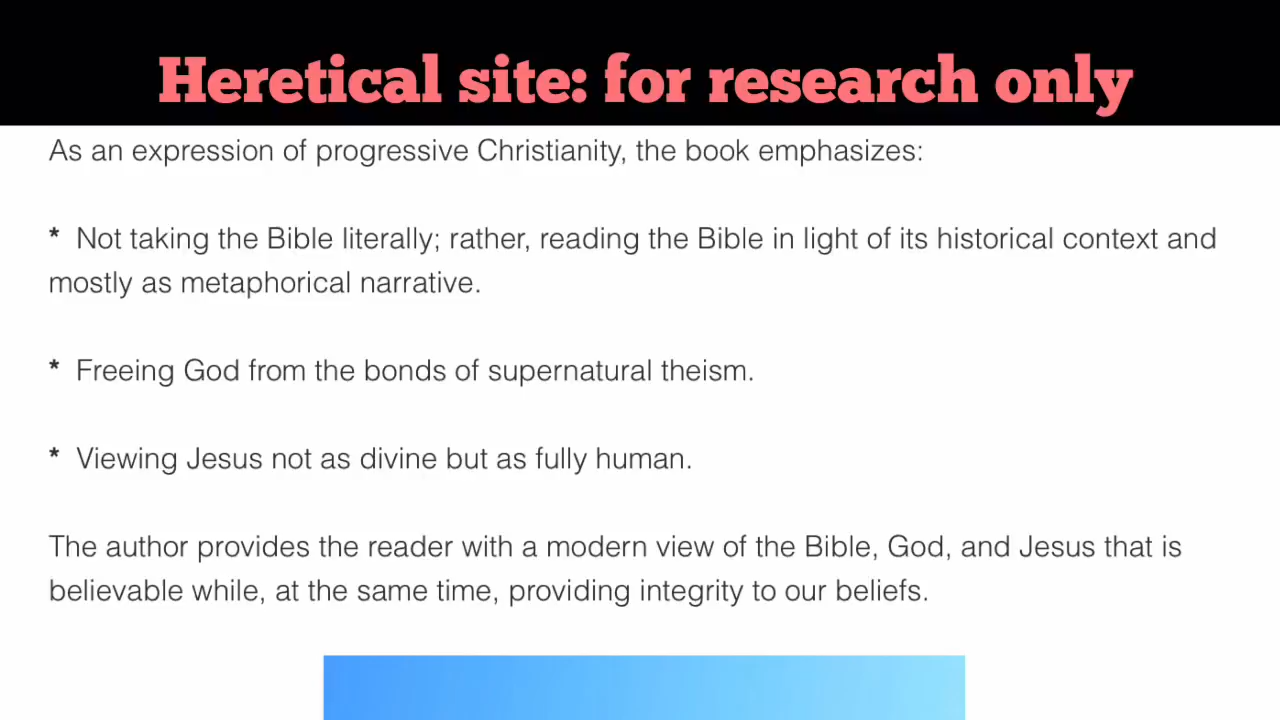 Heretical site: for research only
As an expression of progressive Christianity, the book emphasizes:
* Not taking the Bible literally; rather, reading the Bible in light of its historical context and
mostly as metaphorical narrative.
* Freeing God from the bonds of supernatural theism.
* Viewing Jesus not as divine but as fully human.
The author provides the reader with a modern view of the Bible, God, and Jesus that is
believable while, at the same time, providing integrity to our beliefs.